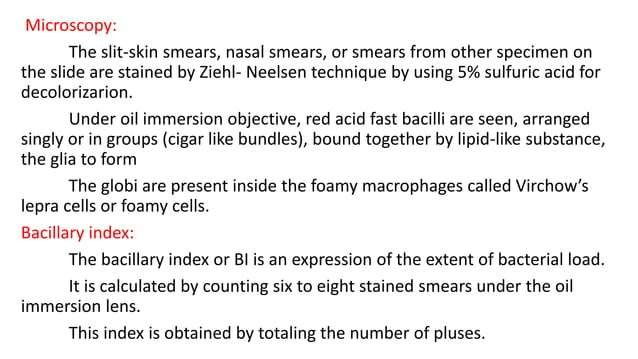 Microscopy:
The slit-skin smears, nasal smears, or smears from other specimen on
the slide are stained by Ziehl- Neelsen technique by using 5% sulfuric acid for
decolorizarion.
Under oil immersion objective, red acid fast bacilli are seen, arranged
singly or in groups (cigar like bundles), bound together by lipid-like substance,
the glia to form
The globi are present inside the foamy macrophages called Virchow’s
lepra cells or foamy cells.
Bacillary index:
The bacillary index or BI is an expression of the extent of bacterial load.
It is calculated by counting six to eight stained smears under the oil
immersion lens.
This index is obtained by totaling the number of pluses.